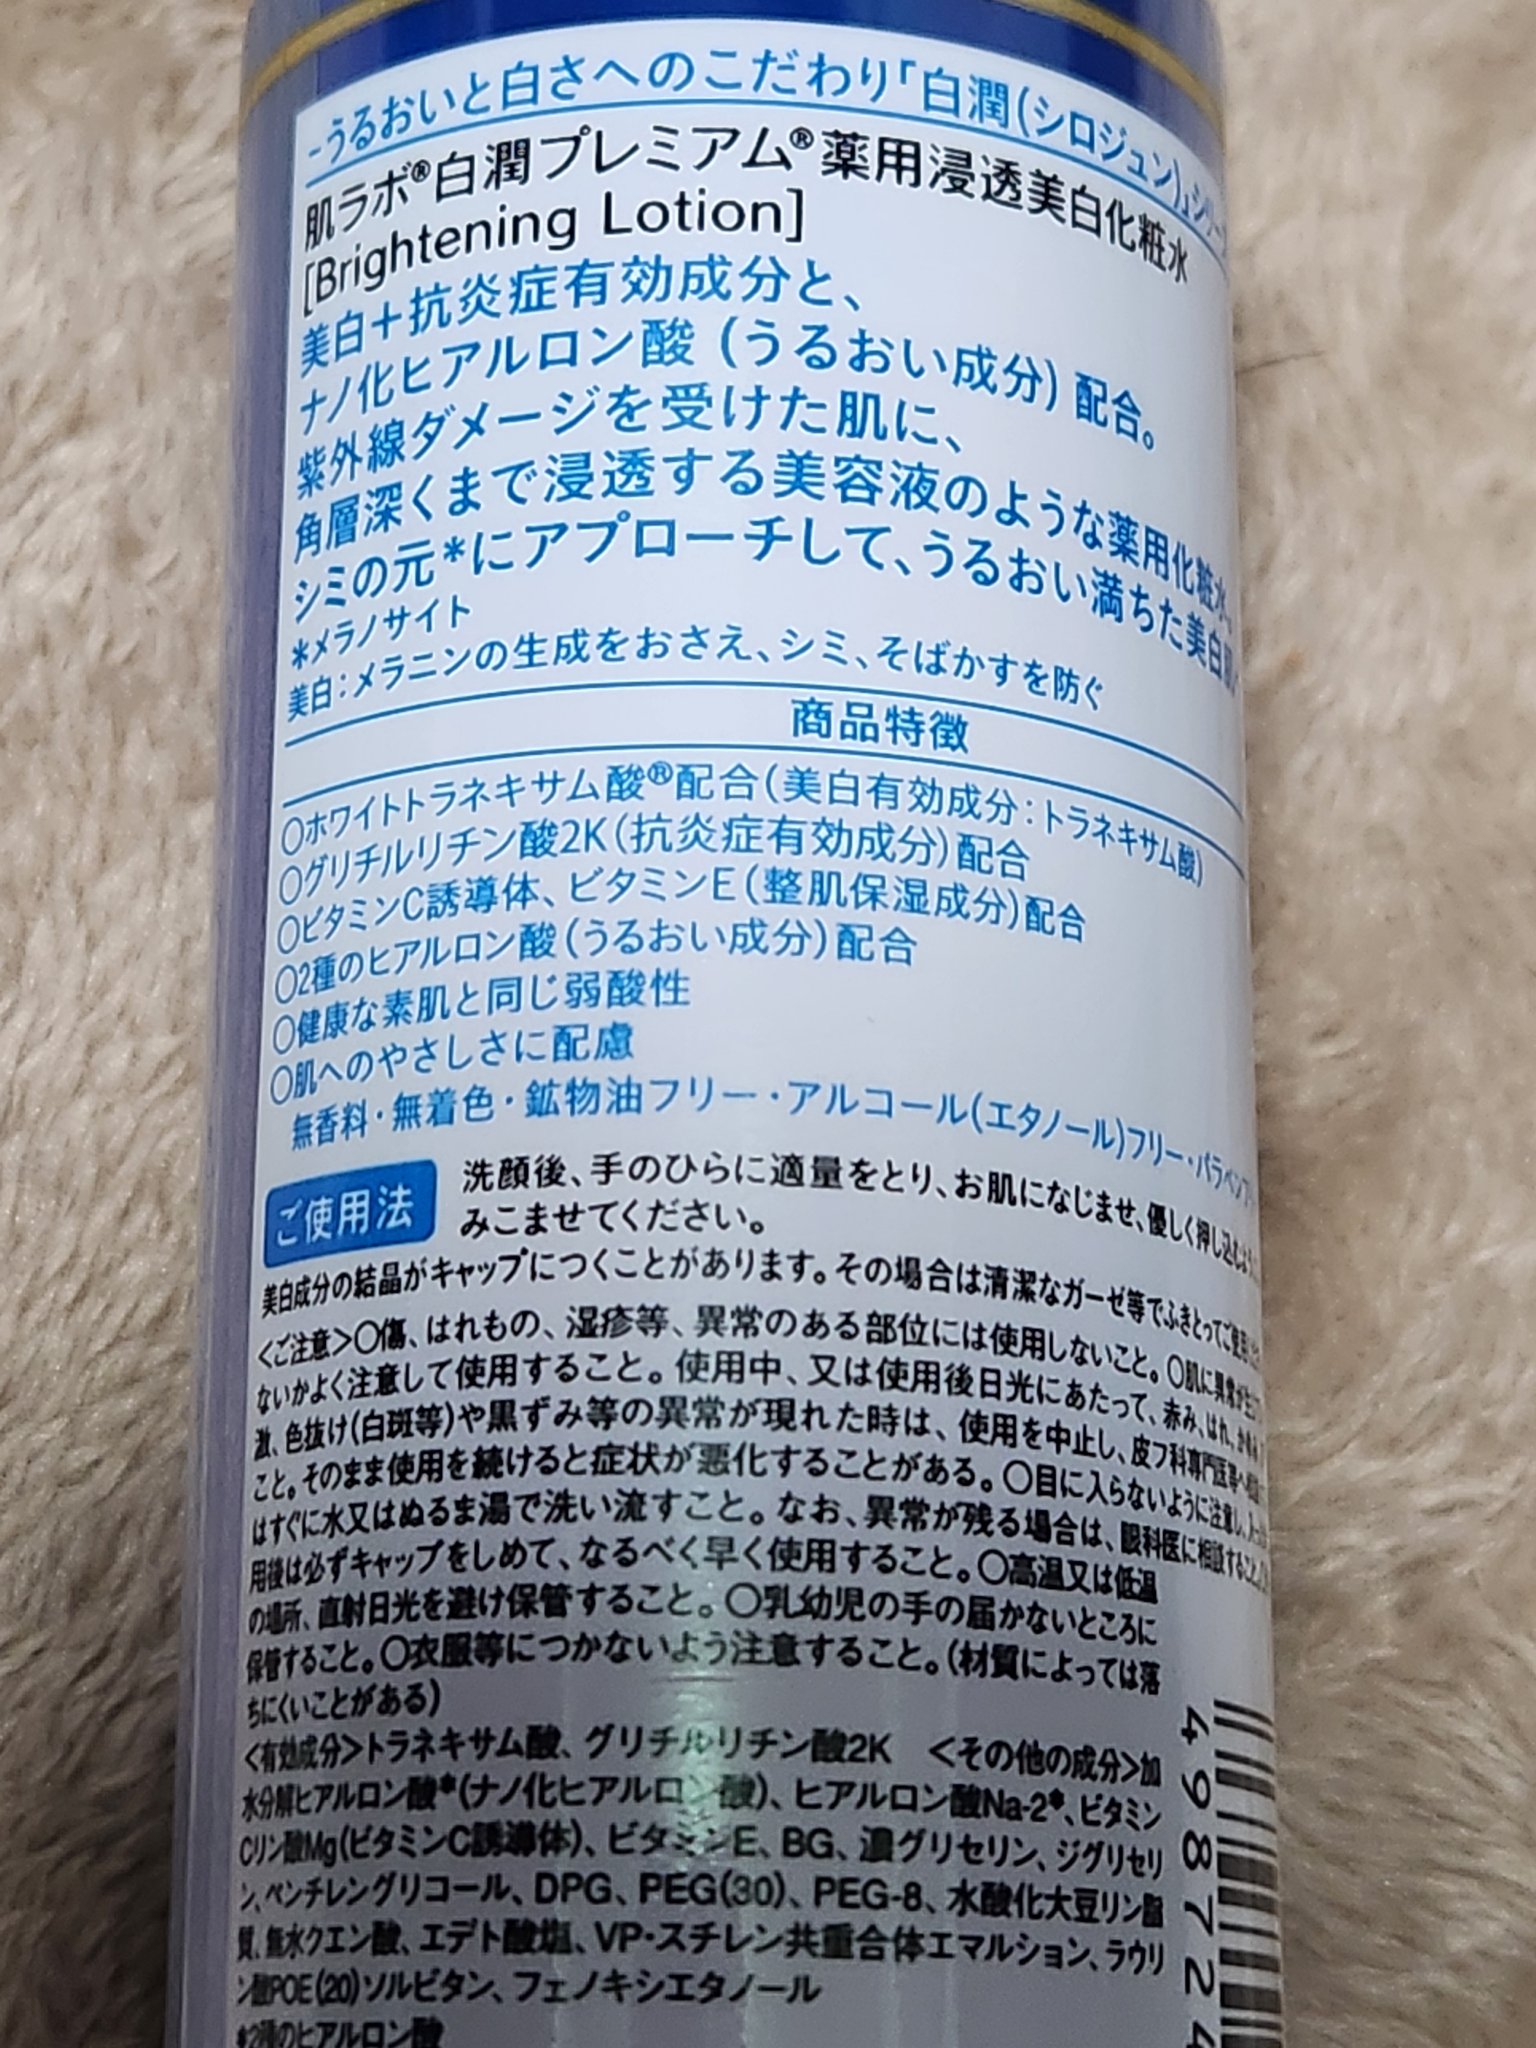 -うるおいと白さへのこだわり「白潤(シロジュン)」シリー
肌ラボ®白潤プレミアム®薬用浸透美白化粧水
[Brightening Lotion]
美白+抗炎症有効成分と、
ナノ化ヒアルロン酸（うるおい成分）配合。
紫外線ダメージを受けた肌に、
角層深くまで浸透する美容液のような薬用化粧水。
シミの元*にアプローチして、うるおい満ちた美白肌へ
*メラノサイト
美白：メラニンの生成をおさえ、シミ、そばかすを防ぐ
商品特徴
〇ホワイトトラネキサム酸®配合(美白有効成分：トラネキサム酸)
〇グリチルリチン酸2K(抗炎症有効成分)配合
〇ビタミンC誘導体、ビタミンE(整肌保湿成分)配合
〇2種のヒアルロン酸(うるおい成分)配合
〇健康な素肌と同じ弱酸性
〇肌へのやさしさに配慮
無香料・無着色・鉱物油フリー・アルコール(エタノール)フリー・パラベンフリー
ご使用法
洗顔後、手のひらに適量をとり、お肌になじませ、優しく押し込むように
みこませてください。
美白成分の結晶がキャップにつくことがあります。その場合は清潔なガーゼ等でふきとってご使用
<ご注意>〇傷、はれもの、湿疹等、異常のある部位には使用しないこと。〇肌に異常が生
ないかよく注意して使用すること。使用中、又は使用後日光にあたって、赤み、はれ、かゆみ、
激、色抜け(白斑等)や黒ずみ等の異常が現れた時は、使用を中止し、皮フ科専門医等へ相談
こと。そのまま使用を続けると症状が悪化することがある。〇目に入らないように注意し、入った
はすぐに水又はぬるま湯で洗い流すこと。なお、異常が残る場合は、眼科医に相談すること。
用後は必ずキャップをしめて、なるべく早く使用すること。〇高温又は低温
の場所、直射日光を避け保管すること。〇乳幼児の手の届かないところに
保管すること。〇衣服等につかないよう注意すること。(材質によっては落
ちにくいことがある)
<有効成分>トラネキサム酸、グリチルリチン酸2K <その他の成分>加
水分解ヒアルロン酸*(ナノ化ヒアルロン酸)、ヒアルロン酸Na-2*、ビタミン
Cリン酸Mg(ビタミンC誘導体)、ビタミンE、BG、濃グリセリン、ジグリセリ
ン、ペンチレングリコール、DPG、PEG(30)、PEG-8、水酸化大豆リン脂
質、無水クエン酸、エデト酸塩、VP・スチレン共重合体エマルション、ラウリ
ン酸POE(20)ソルビタン、フェノキシエタノール
*2種のヒアルロン酸
4 98724